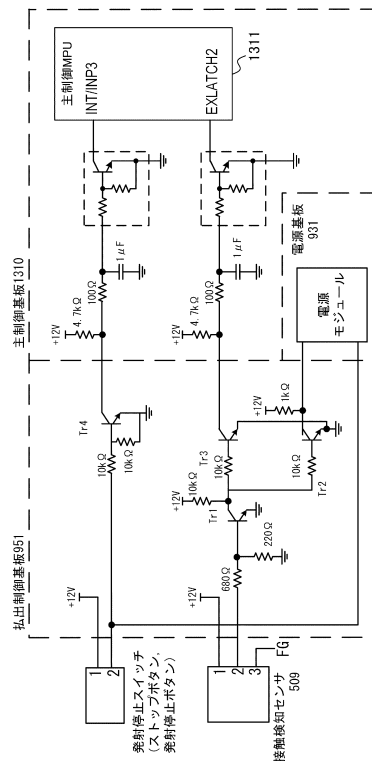 主制御基板1310
主制御MPU
INT/INP3
EXLATCH2
1311
+12V
4.7kΩ
100Ω
1μF
+12V
4.7kΩ
100Ω
1μF
電源基板
931
電源
モジュール
払出制御基板951
+12V
Tr4
10kΩ
10kΩ
+12V
10kΩ
Tr1
Tr3
10kΩ
+12V
1kΩ
10kΩ
Tr2
680Ω
220Ω
+12V
1
2
発射停止スイッチ
(ストップボタン,
発射停止ボタン)
1
2
3
FG
接触検知センサ
509